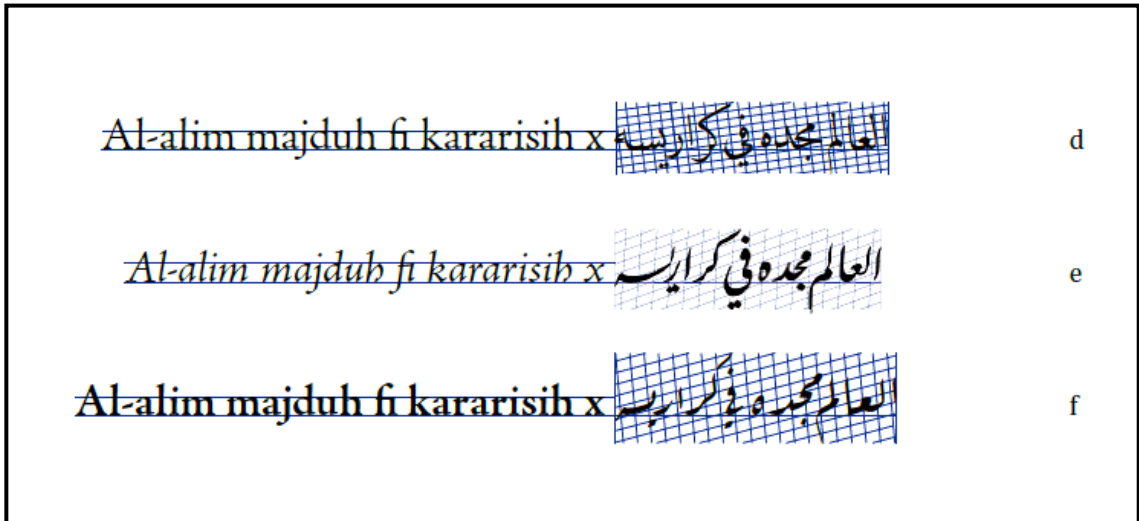 Al-alim majduh fi kararisih x العالم مجده في كراريسه d
Al-alim majduh fi kararisih x العالم مجده في كراريسه e
Al-alim majduh fi kararisih x العالم مجده في كراريسه f